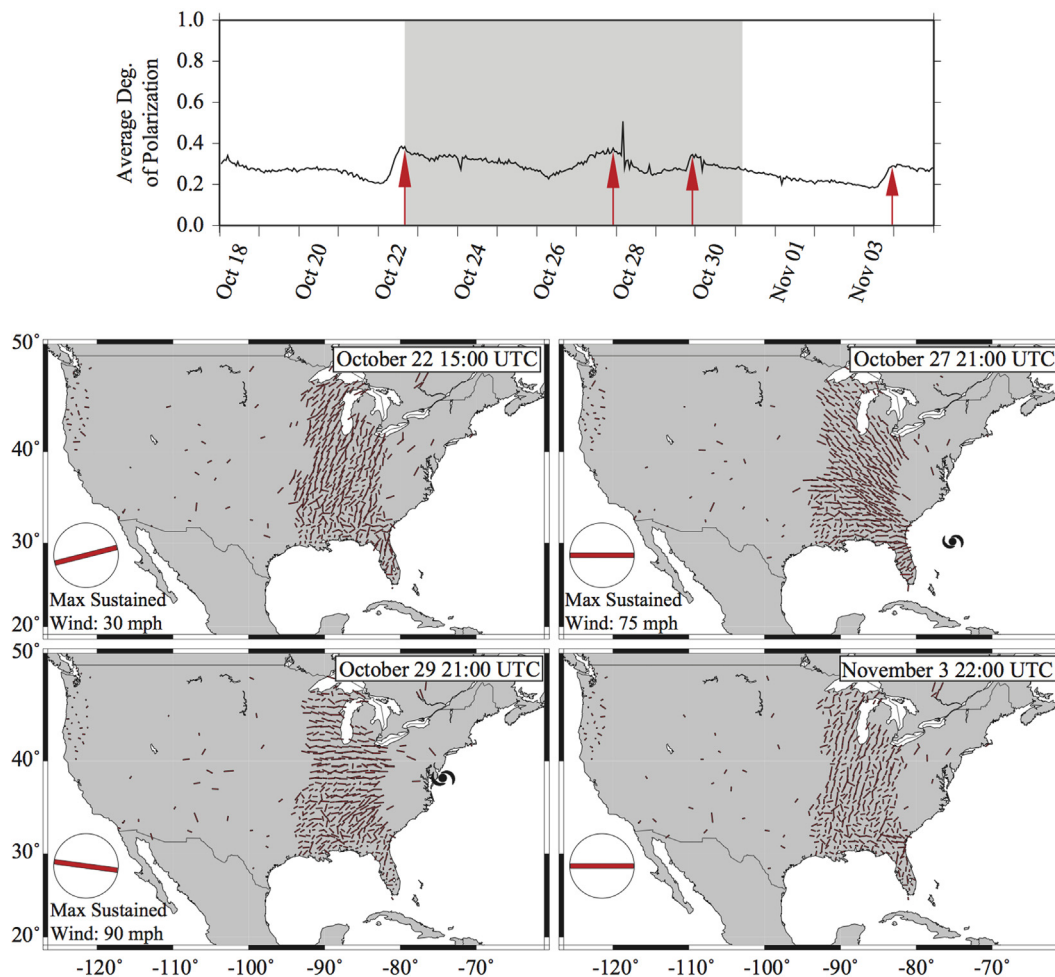 Average Deg.
of Polarization
1.0
0.8
0.6
0.4
0.2
0.0
Oct 18
Oct 20
Oct 22
Oct 24
Oct 26
Oct 28
Oct 30
Nov 01
Nov 03
50˚
40˚
30˚
20˚
October 22 15:00 UTC
Max Sustained
Wind: 30 mph
October 27 21:00 UTC
Max Sustained
Wind: 75 mph
50˚
40˚
30˚
20˚
October 29 21:00 UTC
Max Sustained
Wind: 90 mph
November 3 22:00 UTC
-120 -110 -100 -90 -80 -70
-120 -110 -100 -90 -80 -70